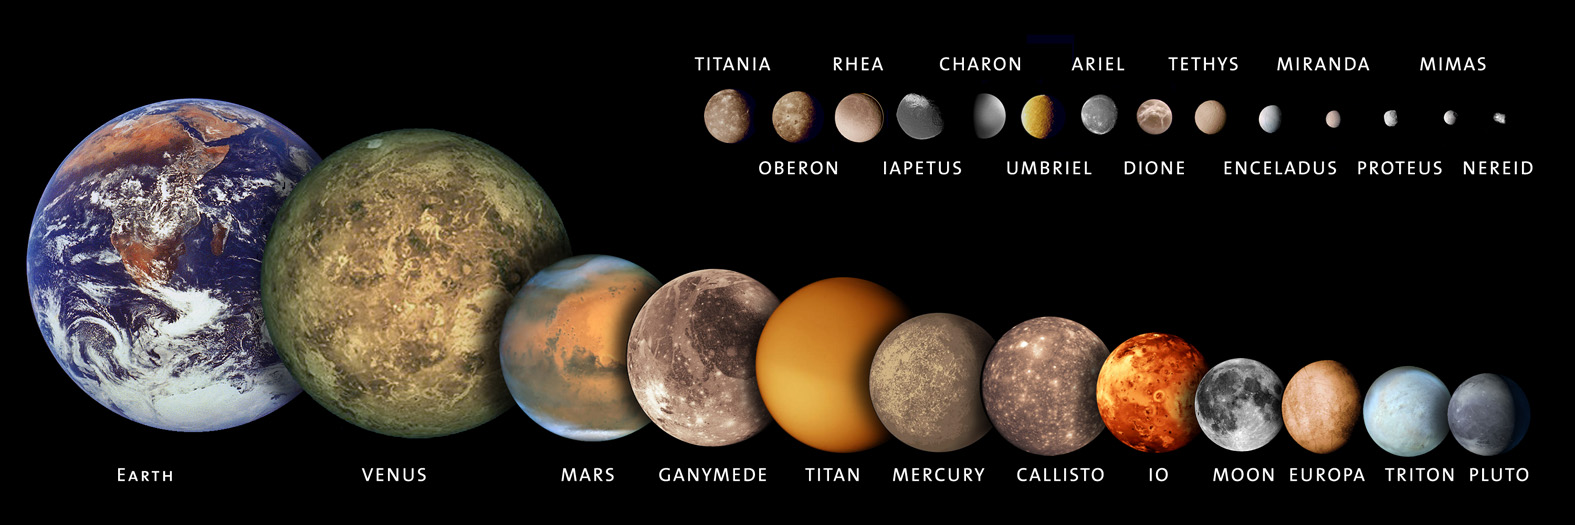 TITANIA RHEA CHARON ARIEL TETHYS MIRANDA MIMAS
OBERON IAPETUS UMBRIEL DIONE ENCELADUS PROTEUS NEREID
EARTH VENUS MARS GANYMEDE TITAN MERCURY CALLISTO IO MOON EUROPA TRITON PLUTO